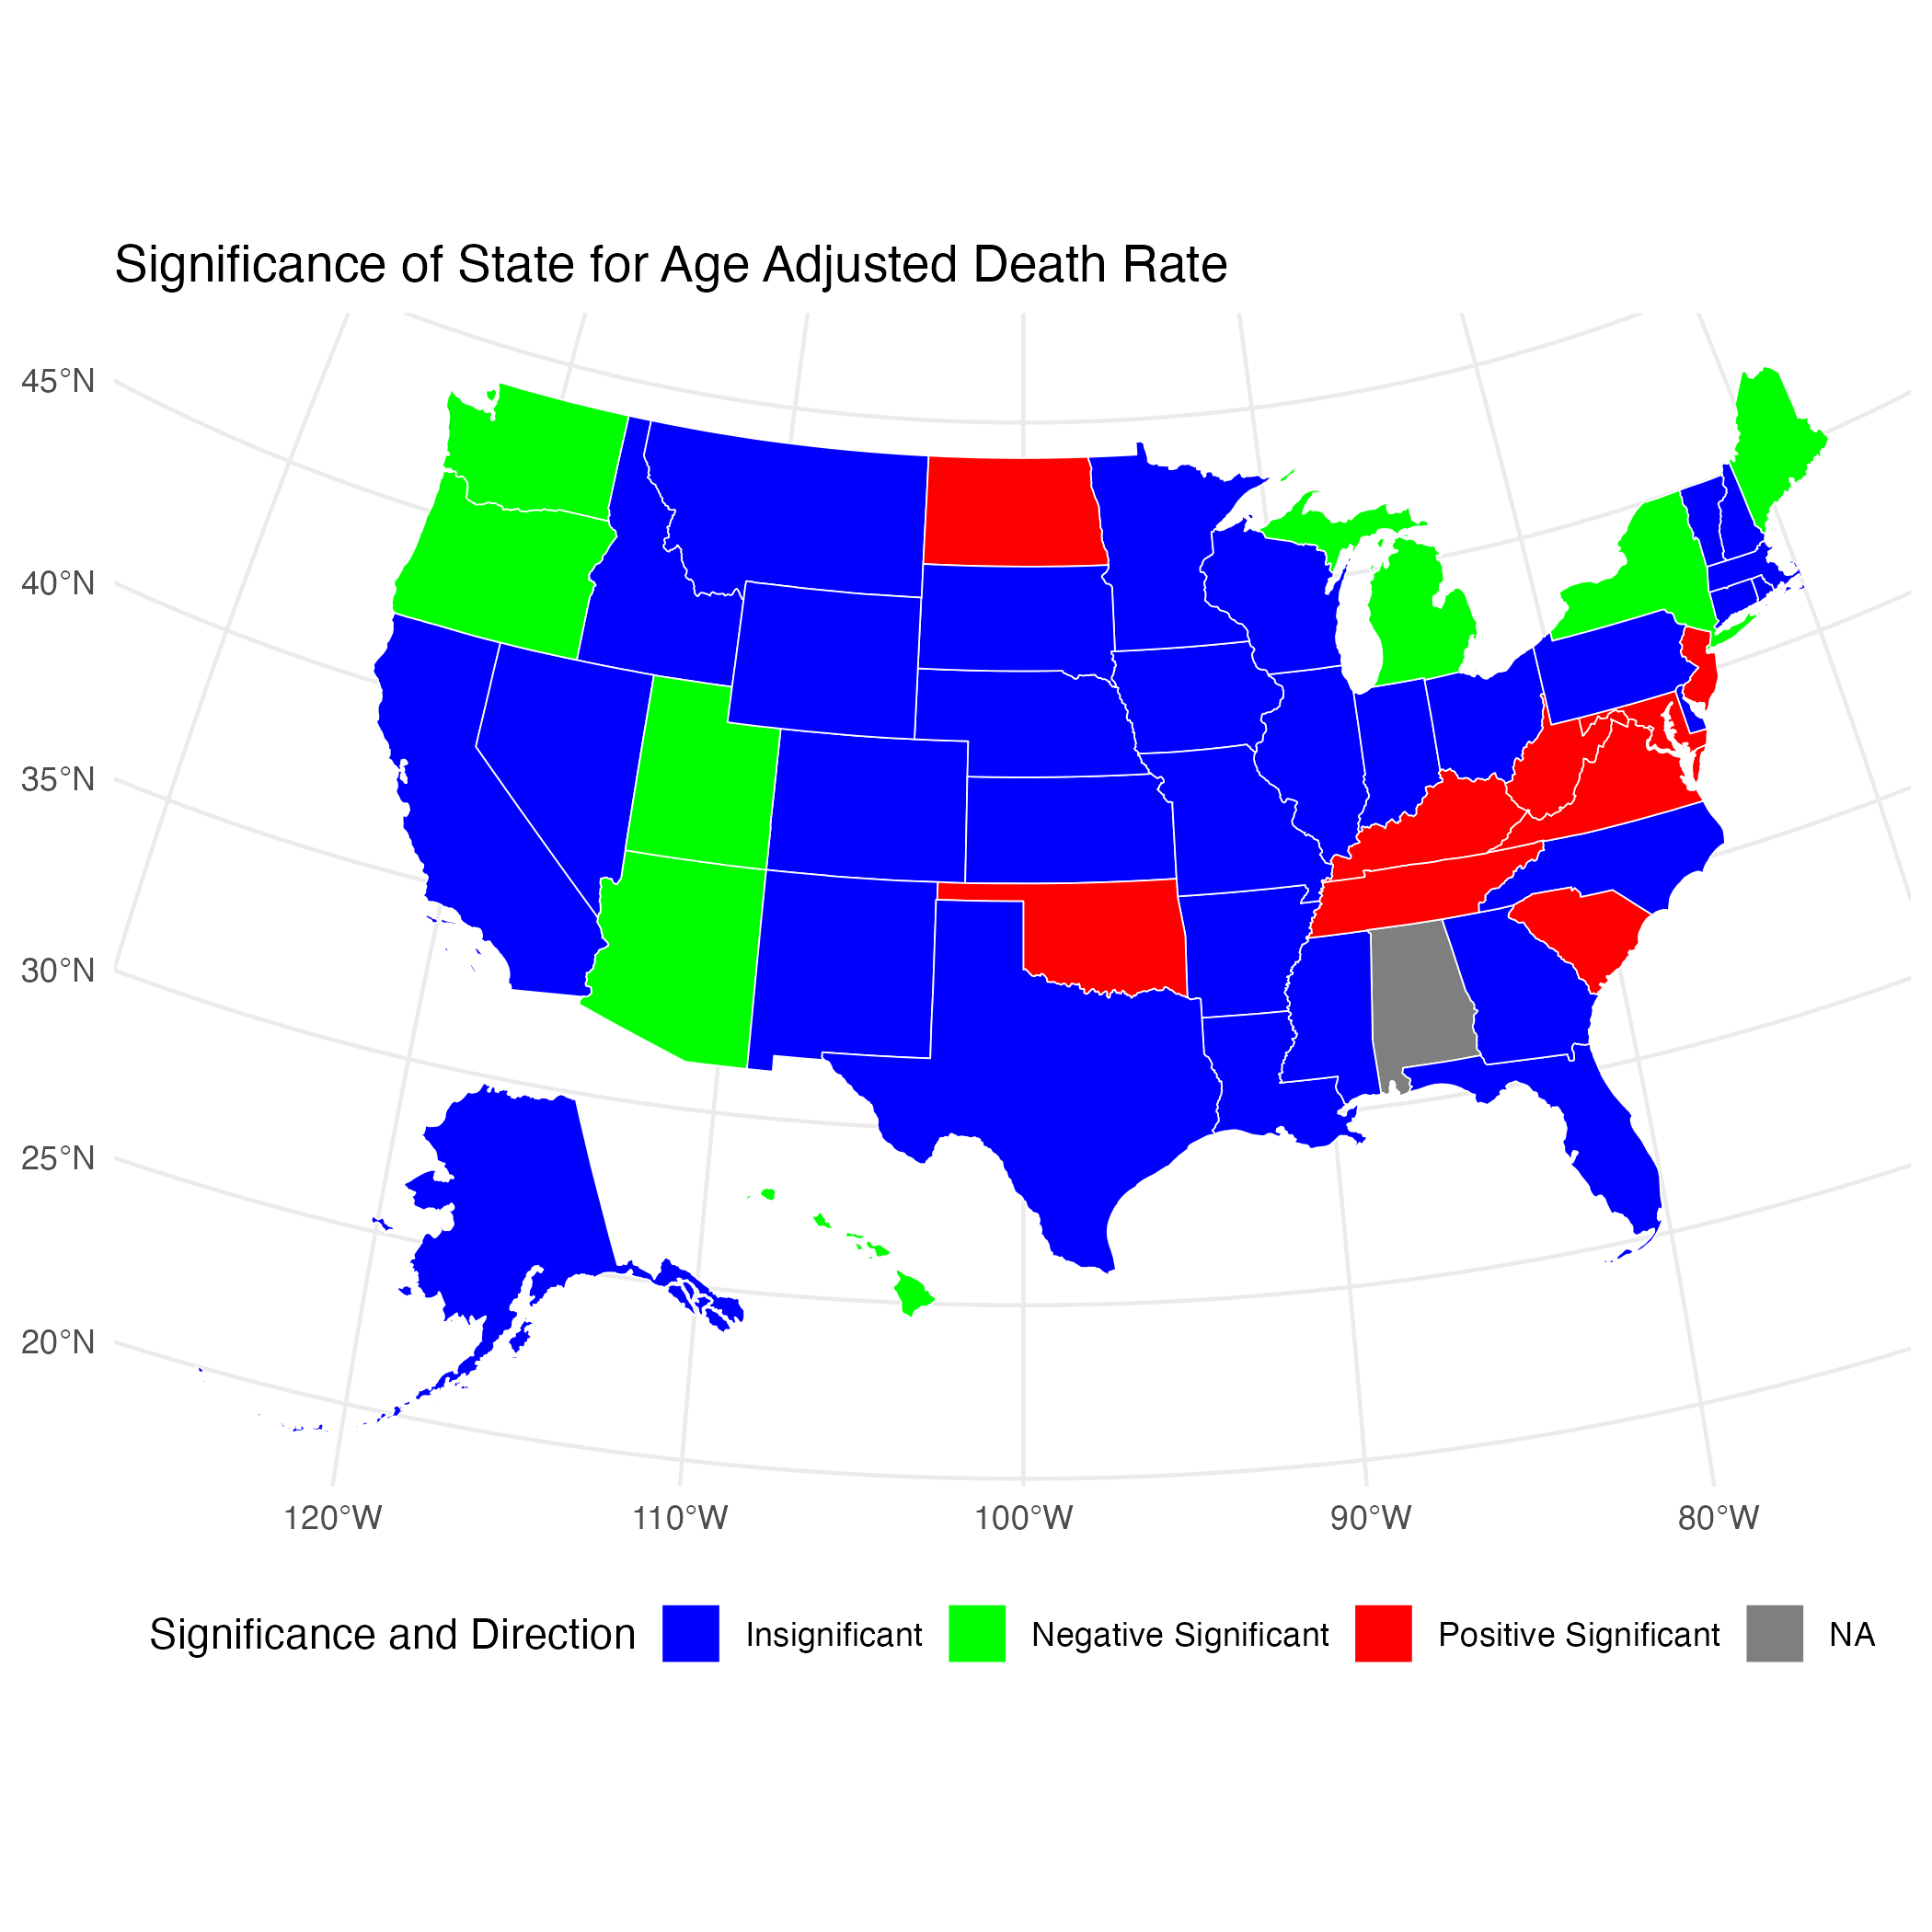 Significance of State for Age Adjusted Death Rate
45°N
40°N
35°N
30°N
25°N
20°N
120°W 110°W 100°W 90°W 80°W
Significance and Direction Insignificant Negative Significant Positive Significant NA